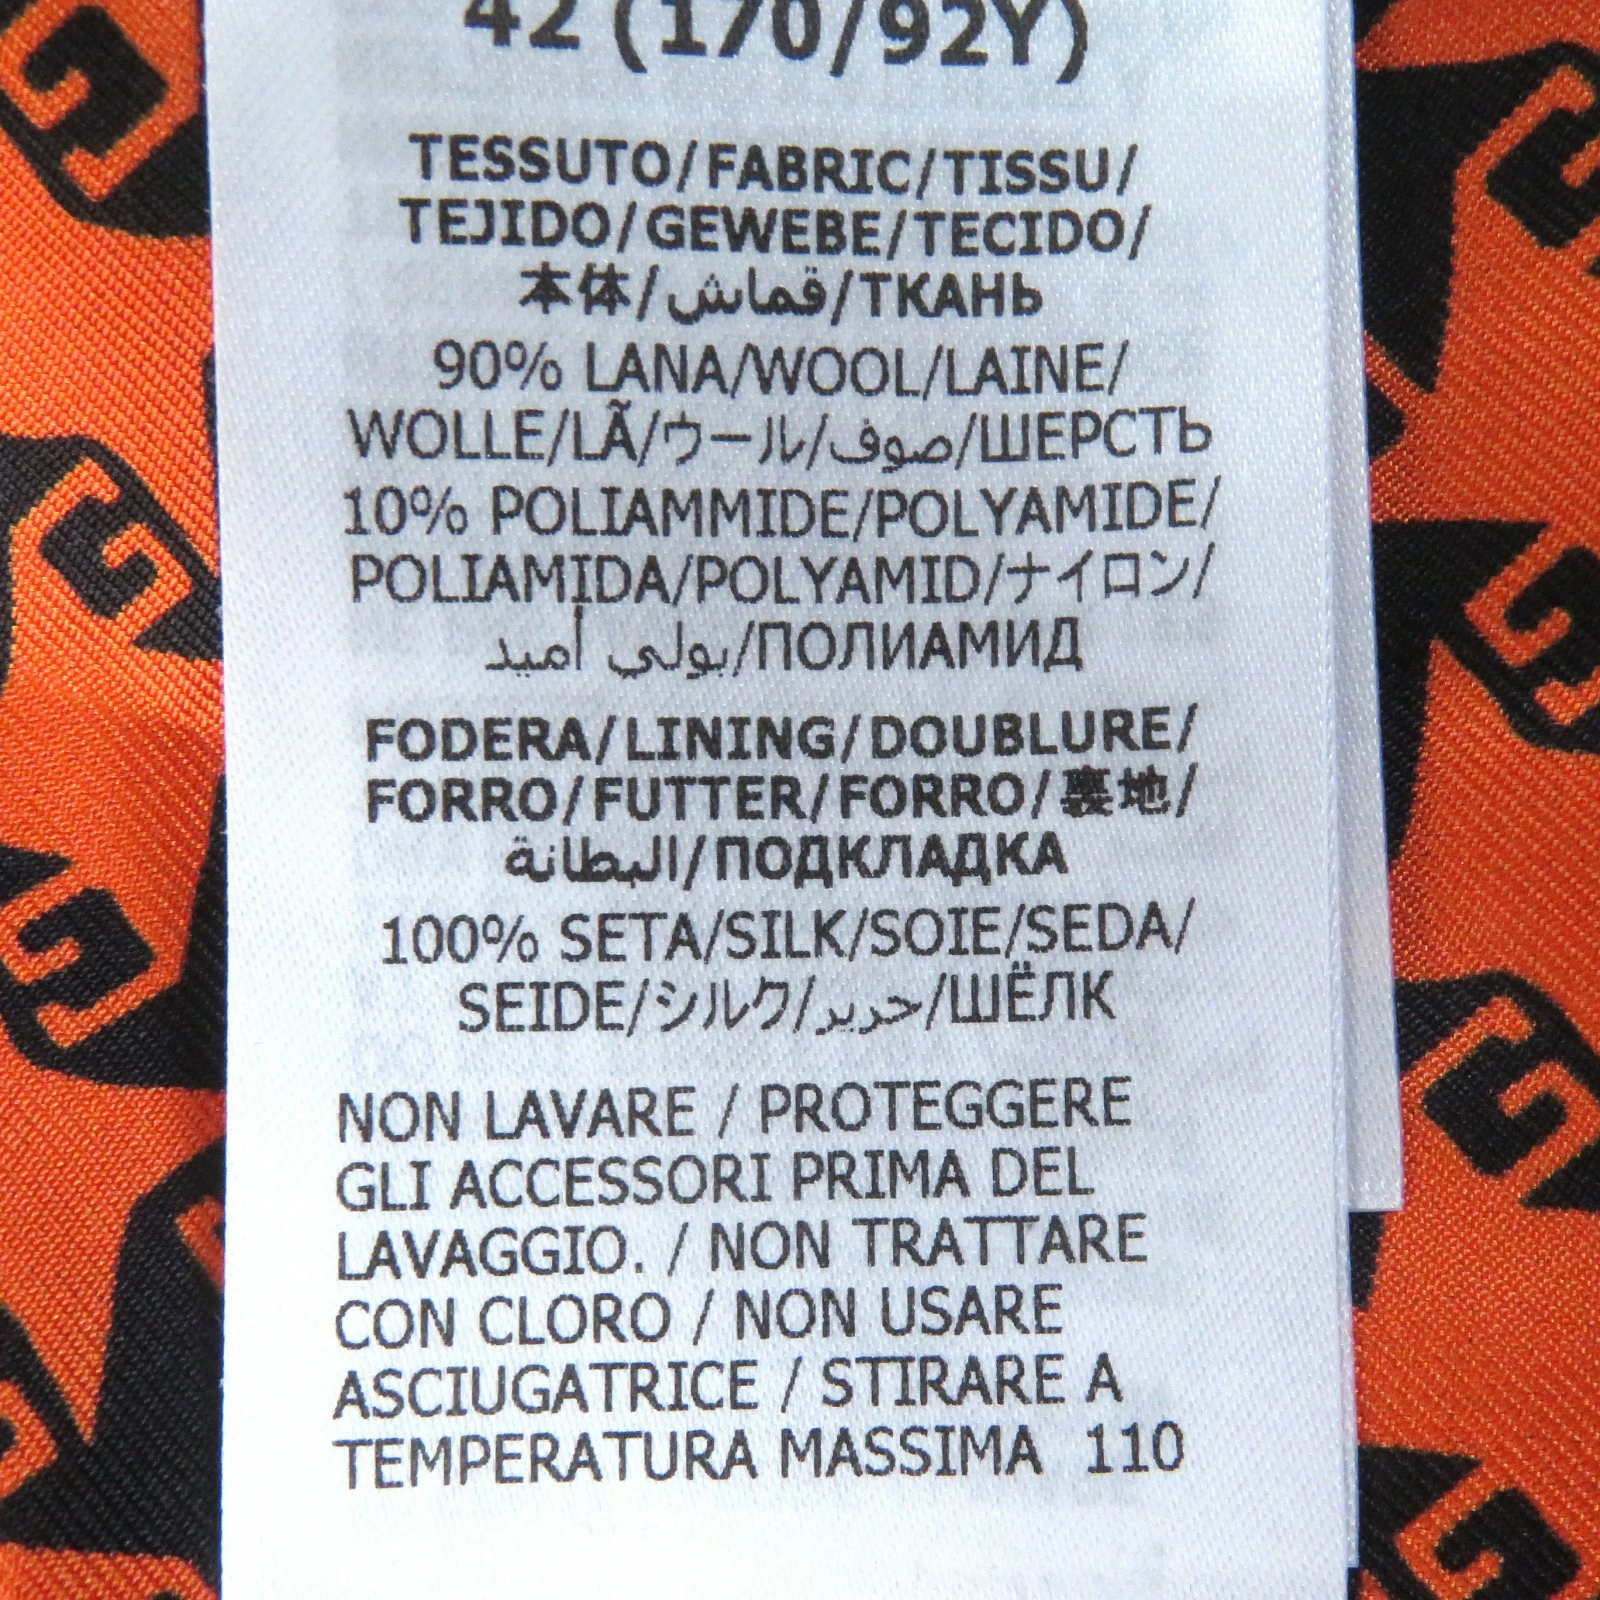 42 (170/92Y)
TESSUTO/FABRIC/TISSU/
TEJIDO/GEWEBE/TECIDO/
本体/قماش/ТКАНЬ
90% LANA/WOOL/LAINE/
WOLLE/LÃ/ウール/صوف/ШЕРСТЬ
10% POLIAMMIDE/POLYAMIDE/
POLIAMIDA/POLYAMID/ナイロン/
بولي أميد/ПОЛИАМИД
FODERA/LINING/DOUBLURE/
FORRO/FUTTER/FORRO/裏地/
البطانة/ПОДКЛАДКА
100% SETA/SILK/SOIE/SEDA/
SEIDE/シルク/حرير/ШЁЛК
NON LAVARE / PROTEGGERE
GLI ACCESSORI PRIMA DEL
LAVAGGIO. / NON TRATTARE
CON CLORO / NON USARE
ASCIUGATRICE / STIRARE A
TEMPERATURA MASSIMA 110